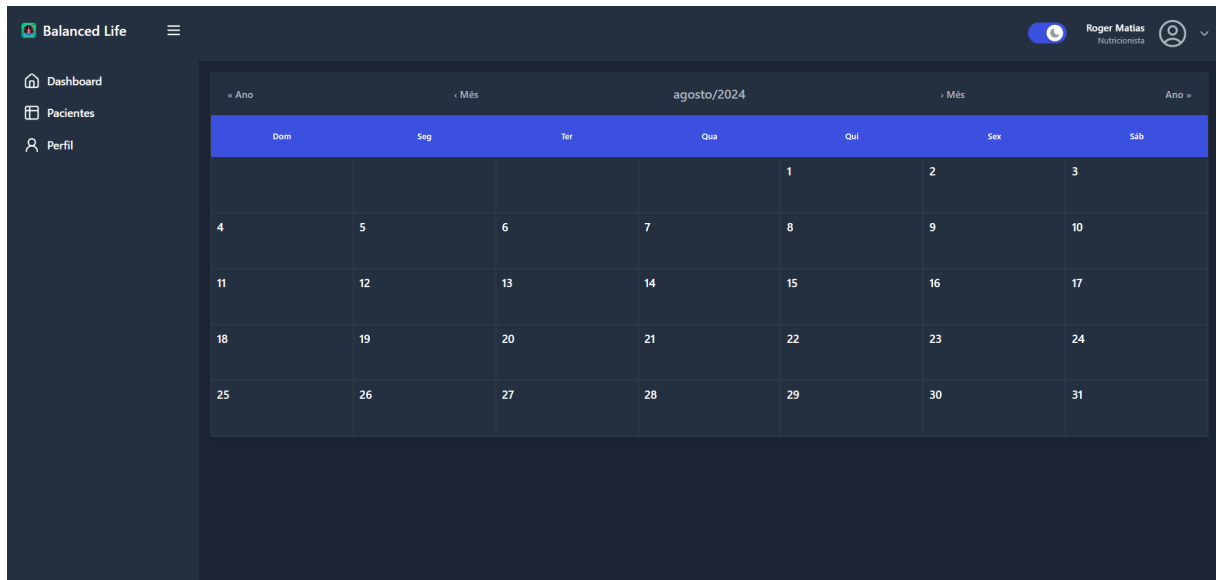 Balanced Life
Roger Matias
Nutricionista
Dashboard
Pacientes
Perfil
« Ano ‹ Mês agosto/2024 › Mês Ano »
Dom Seg Ter Qua Qui Sex Sáb
1 2 3
4 5 6 7 8 9 10
11 12 13 14 15 16 17
18 19 20 21 22 23 24
25 26 27 28 29 30 31